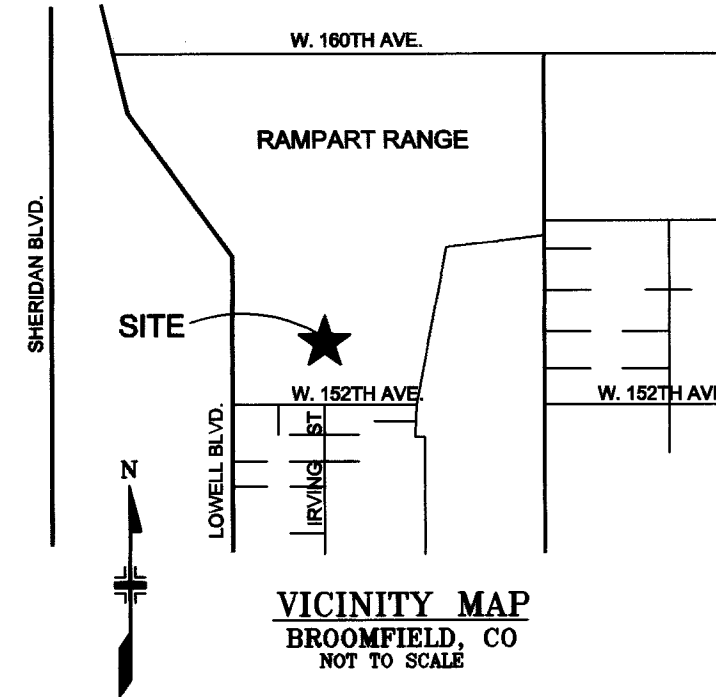 W. 160TH AVE.
RAMPART RANGE
SHERIDAN BLVD.
SITE
W. 152TH AVE.
W. 152TH AVE
LOWELL BLVD.
IRVING ST
N
VICINITY MAP
BROOMFIELD, CO
NOT TO SCALE